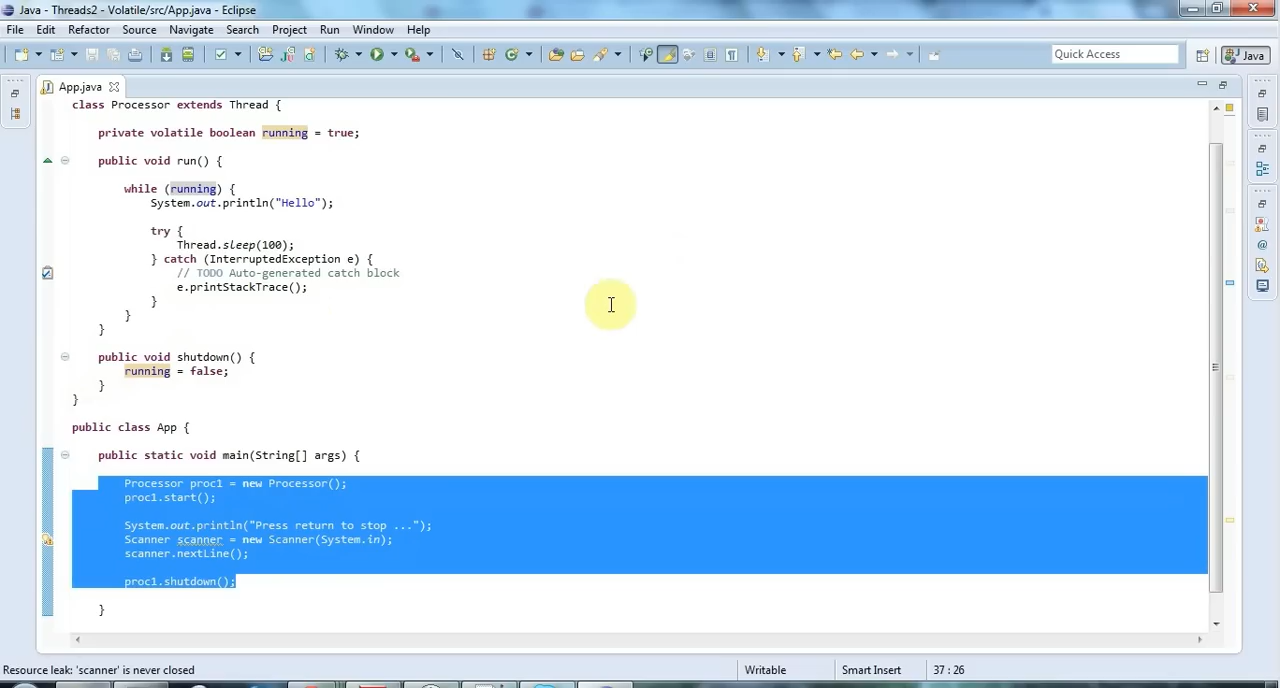 Java - Threads2 - Volatile/src/App.java - Eclipse
File Edit Refactor Source Navigate Search Project Run Window Help
Quick Access Java
App.java
class Processor extends Thread {
private volatile boolean running = true;
public void run() {
while (running) {
System.out.println("Hello");
try {
Thread.sleep(100);
} catch (InterruptedException e) {
// TODO Auto-generated catch block
e.printStackTrace();
}
}
}
public void shutdown() {
running = false;
}
}
public class App {
public static void main(String[] args) {
Processor proc1 = new Processor();
proc1.start();
System.out.println("Press return to stop ...");
Scanner scanner = new Scanner(System.in);
scanner.nextLine();
proc1.shutdown();
}
Resource leak: 'scanner' is never closed Writable Smart Insert 37 : 26